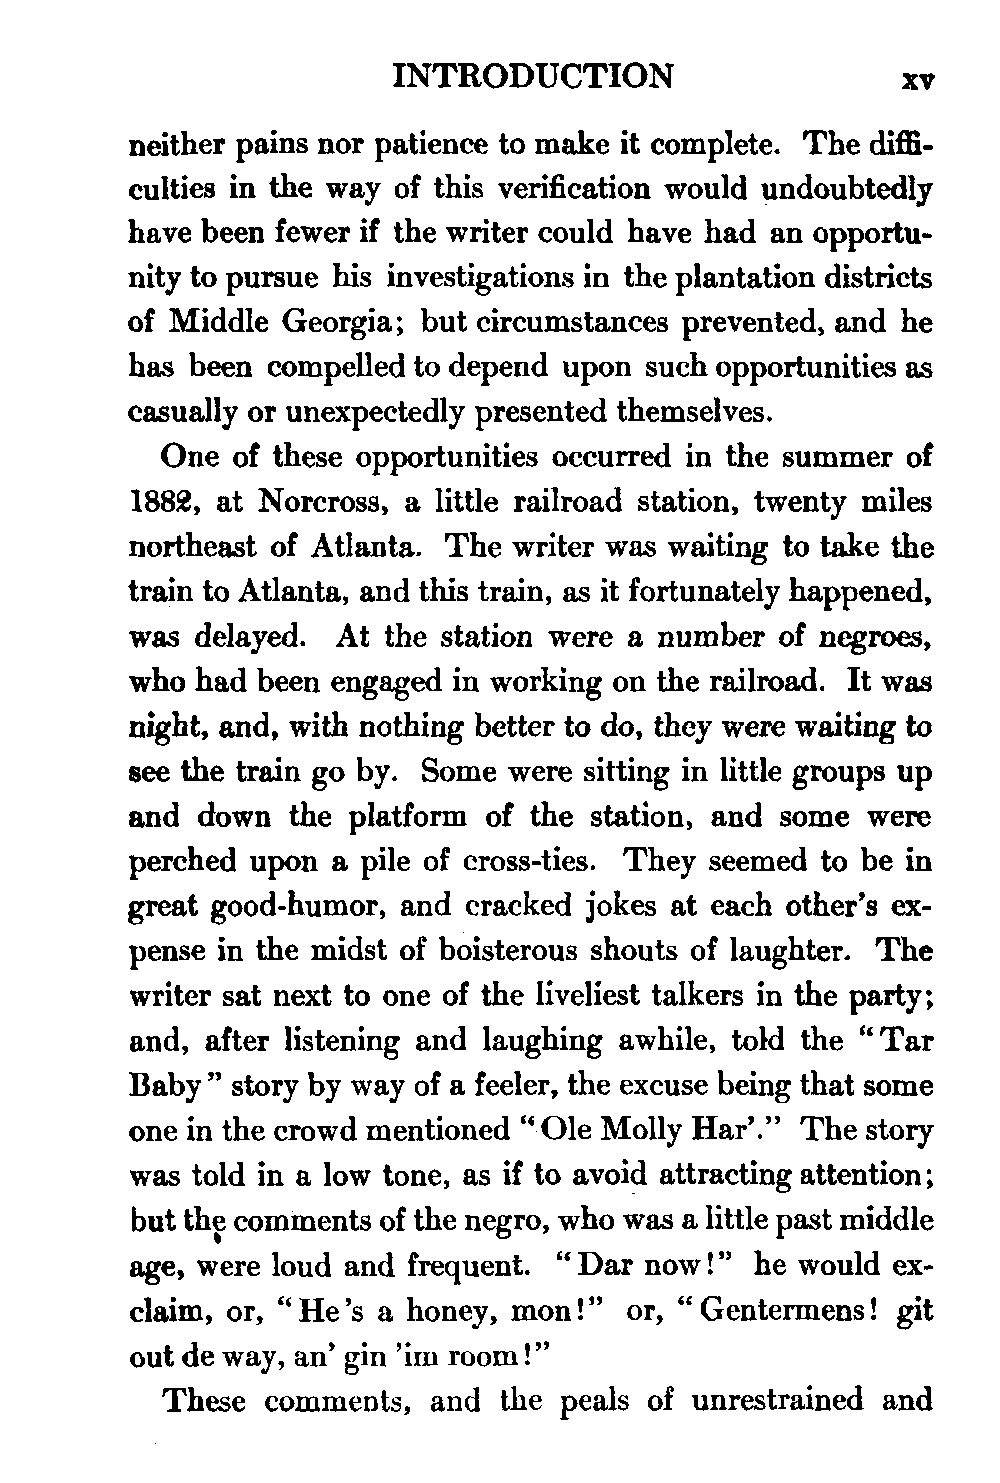 INTRODUCTION xv
neither pains nor patience to make it complete. The diffi-
culties in the way of this verification would undoubtedly
have been fewer if the writer could have had an opportu-
nity to pursue his investigations in the plantation districts
of Middle Georgia; but circumstances prevented, and he
has been compelled to depend upon such opportunities as
casually or unexpectedly presented themselves.
One of these opportunities occurred in the summer of
1882, at Norcross, a little railroad station, twenty miles
northeast of Atlanta. The writer was waiting to take the
train to Atlanta, and this train, as it fortunately happened,
was delayed. At the station were a number of negroes,
who had been engaged in working on the railroad. It was
night, and, with nothing better to do, they were waiting to
see the train go by. Some were sitting in little groups up
and down the platform of the station, and some were
perched upon a pile of cross-ties. They seemed to be in
great good-humor, and cracked jokes at each other's ex-
pense in the midst of boisterous shouts of laughter. The
writer sat next to one of the liveliest talkers in the party;
and, after listening and laughing awhile, told the "Tar
Baby" story by way of a feeler, the excuse being that some
one in the crowd mentioned "Ole Molly Har'." The story
was told in a low tone, as if to avoid attracting attention;
but the comments of the negro, who was a little past middle
age, were loud and frequent. "Dar now!" he would ex-
claim, or, "He's a honey, mon!" or, "Gentermens! git
out de way, an' gin 'im room!"
These comments, and the peals of unrestrained and